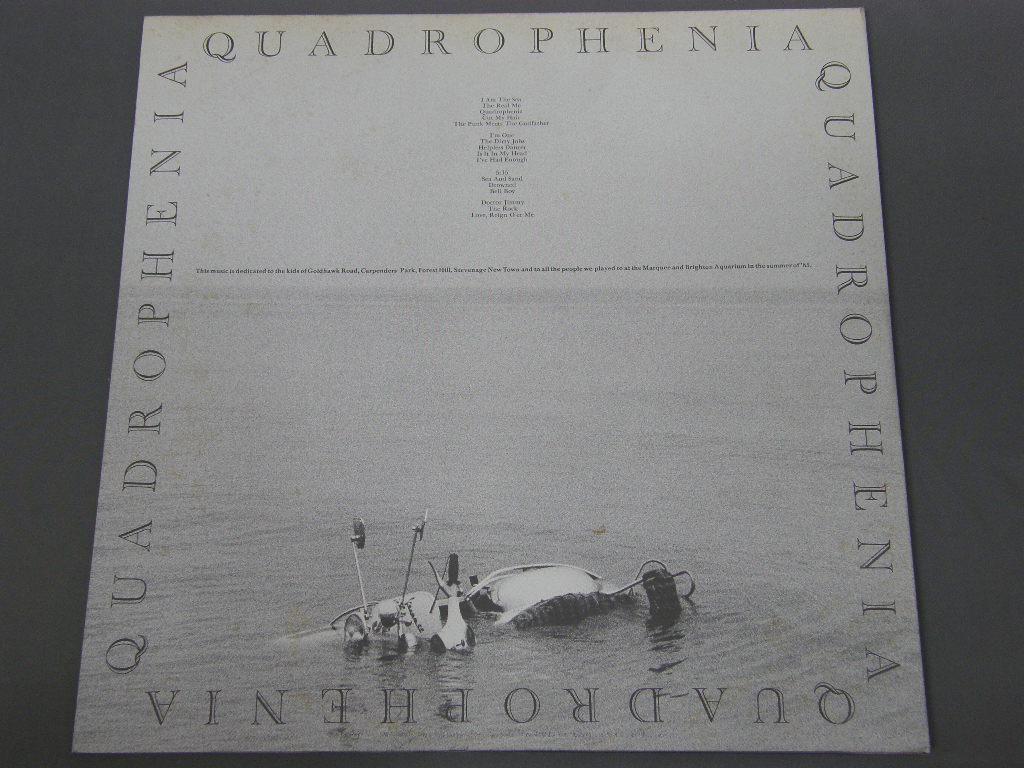 QUADROPHENIA
QUADROPHENIA
QUADROPHENIA
QUADROPHENIA
I Am The Sea
The Real Me
Quadrophenia
Cut My Hair
The Punk Meets The Godfather
I'm One
The Dirty Jobs
Helpless Dancer
Is It In My Head
I've Had Enough
5:15
Sea And Sand
Drowned
Bell Boy
Doctor Jimmy
The Rock
Love, Reign O'er Me
This music is dedicated to the kids of Goldhawk Road, Carpenders Park, Forest Hill, Stevenage New Town and to all the people we played to at the Marquee and Brighton Aquarium in the summer of '65.